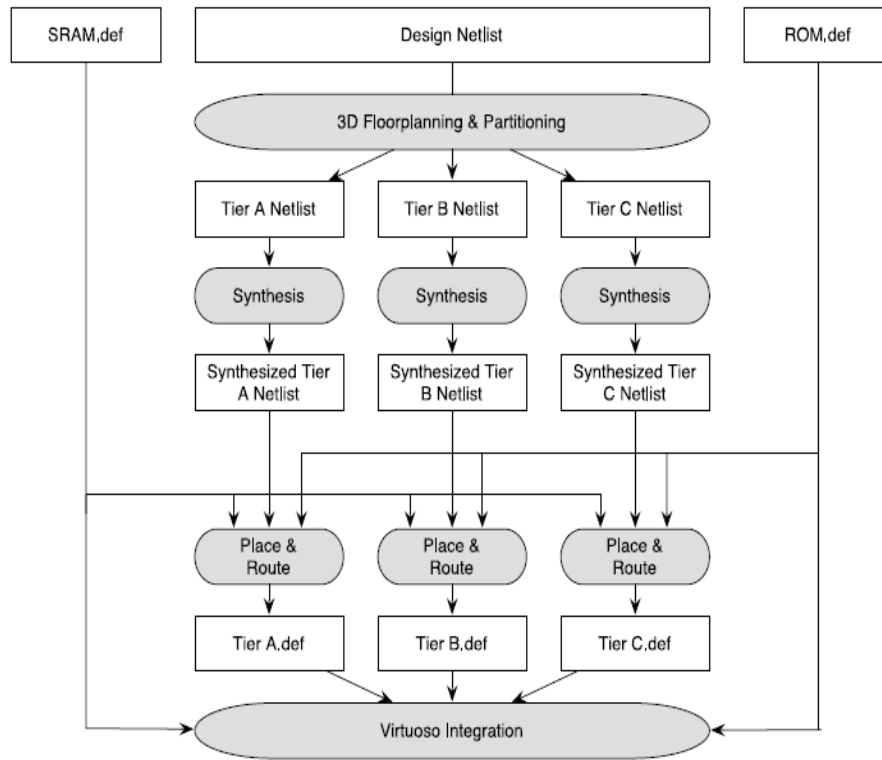 SRAM.def
Design Netlist
ROM.def
3D Floorplanning & Partitioning
Tier A Netlist
Tier B Netlist
Tier C Netlist
Synthesis
Synthesis
Synthesis
Synthesized Tier
A Netlist
Synthesized Tier
B Netlist
Synthesized Tier
C Netlist
Place &
Route
Place &
Route
Place &
Route
Tier A.def
Tier B.def
Tier C.def
Virtuoso Integration